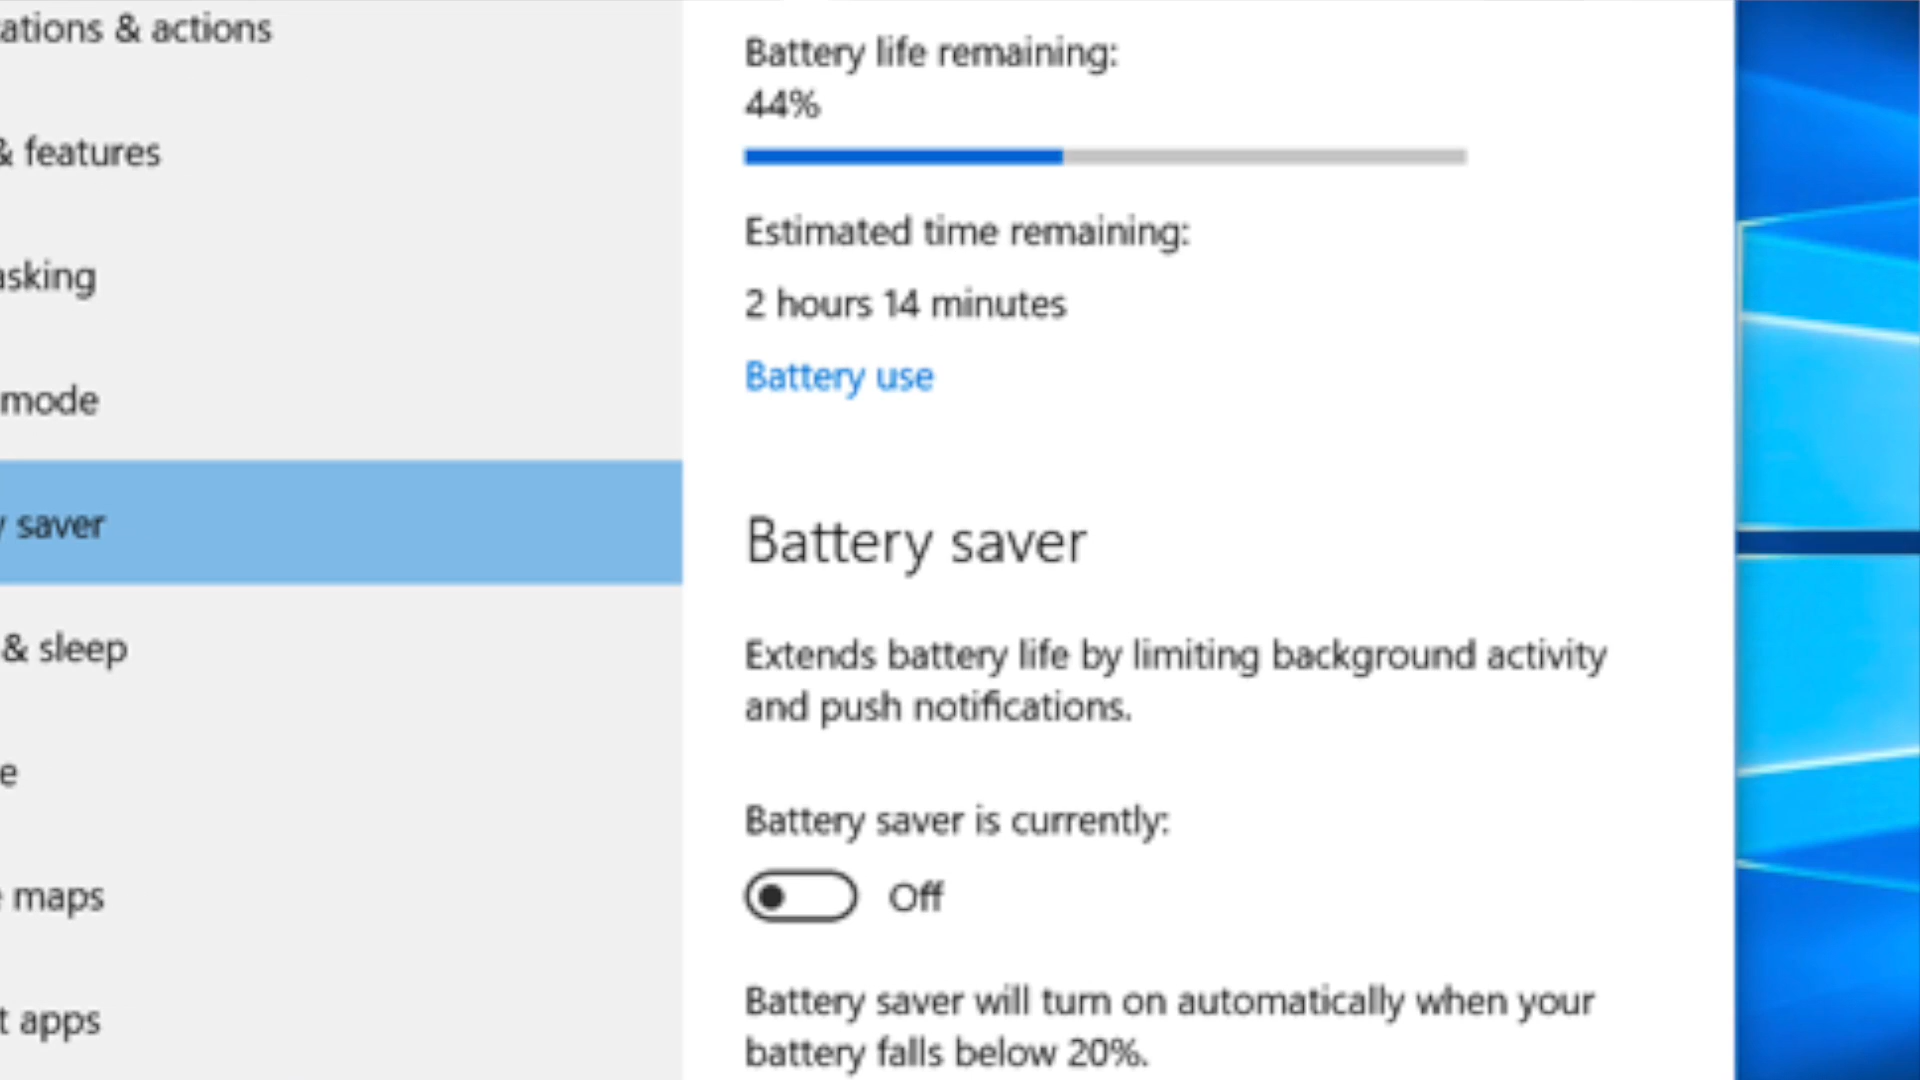 ations & actions
& features
asking
mode
y saver
& sleep
e
maps
t apps
Battery life remaining:
44%
Estimated time remaining:
2 hours 14 minutes
Battery use
Battery saver
Extends battery life by limiting background activity
and push notifications.
Battery saver is currently:
Off
Battery saver will turn on automatically when your
battery falls below 20%.